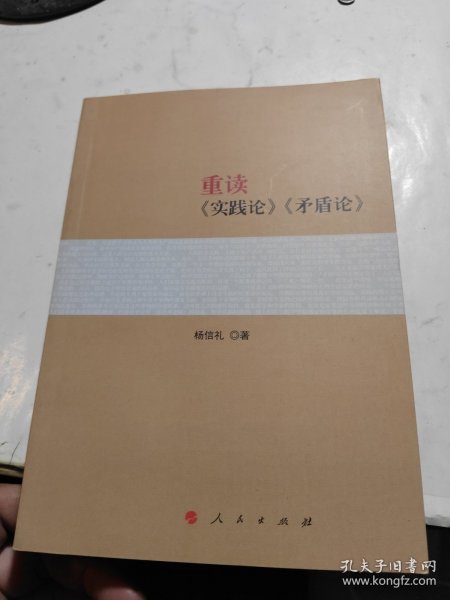 重读
《实践论》《矛盾论》
杨信礼 ◎著
人民出版社
孔夫子旧书网
www.kongfz.com